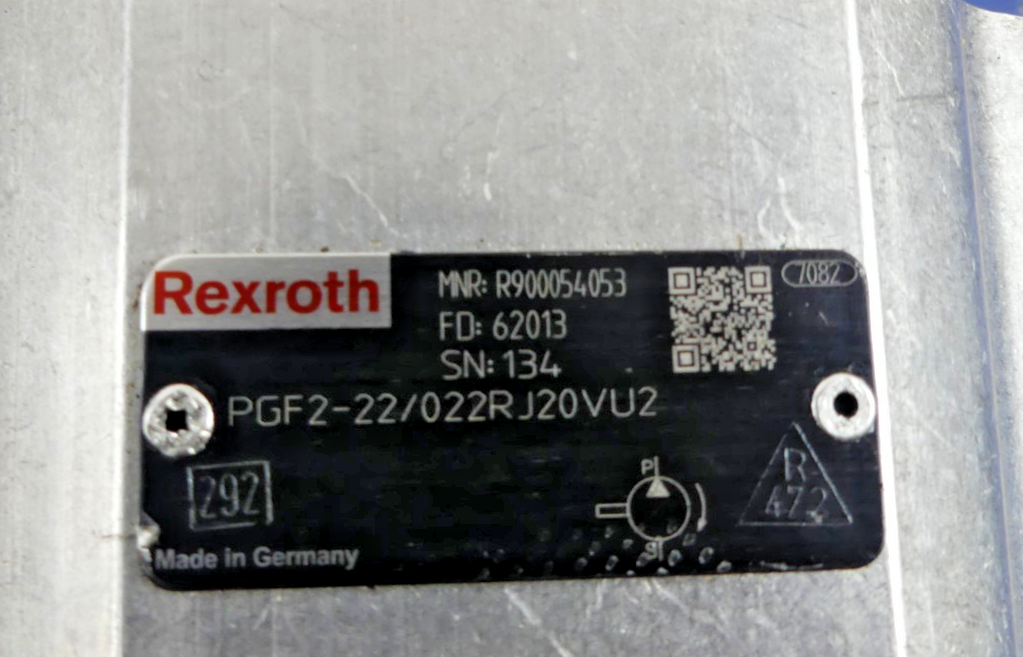 Rexroth
MNR: R900054053
FD: 62013
SN: 134
7082
PGF2-22/022RJ20VU2
292
P
S
R
472
Made in Germany